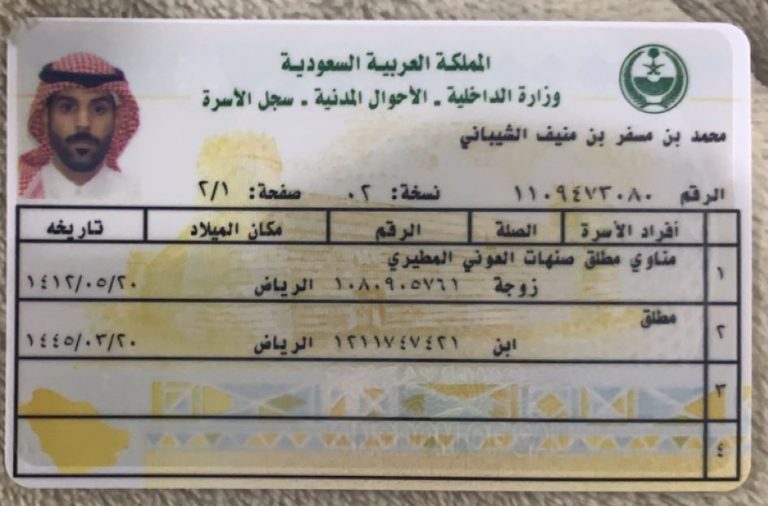 المملكة العربية السعودية
وزارة الداخلية - الأحوال المدنية - سجل الأسرة
محمد بن مسفر بن منيف الشيباني
الرقم ١١٠٩٤٧٣٠٨٠ نسخة: ٠٢ صفحة: ٢/١
أفراد الأسرة الصلة الرقم مكان الميلاد تاريخه
١ مناوي مطلق صنهات العوني المطيري
زوجة ١٠٨٠٩٠٥٧٦١ الرياض ١٤١٢/٠٥/٢٠
٢ مطلق
ابن ١٢١١٧٤٧٤٢١ الرياض ١٤٤٥/٠٣/٢٠
٣
٤